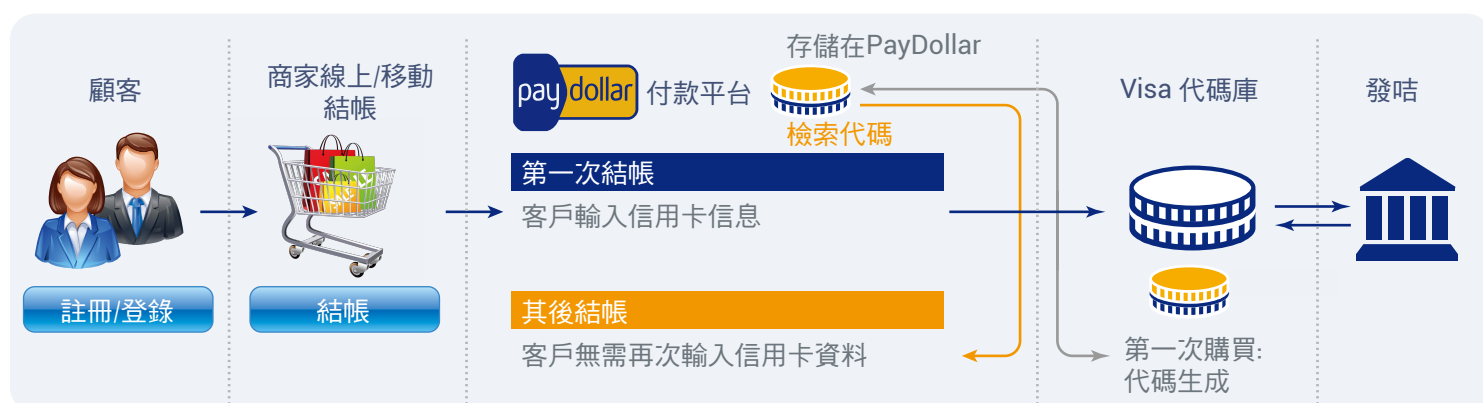 顧客
註冊/登錄
商家線上/移動
結帳
結帳
paydollar 付款平台
存儲在PayDollar
檢索代碼
第一次結帳
客戶輸入信用卡信息
其後結帳
客戶無需再次輸入信用卡資料
Visa 代碼庫
第一次購買:
代碼生成
發咭